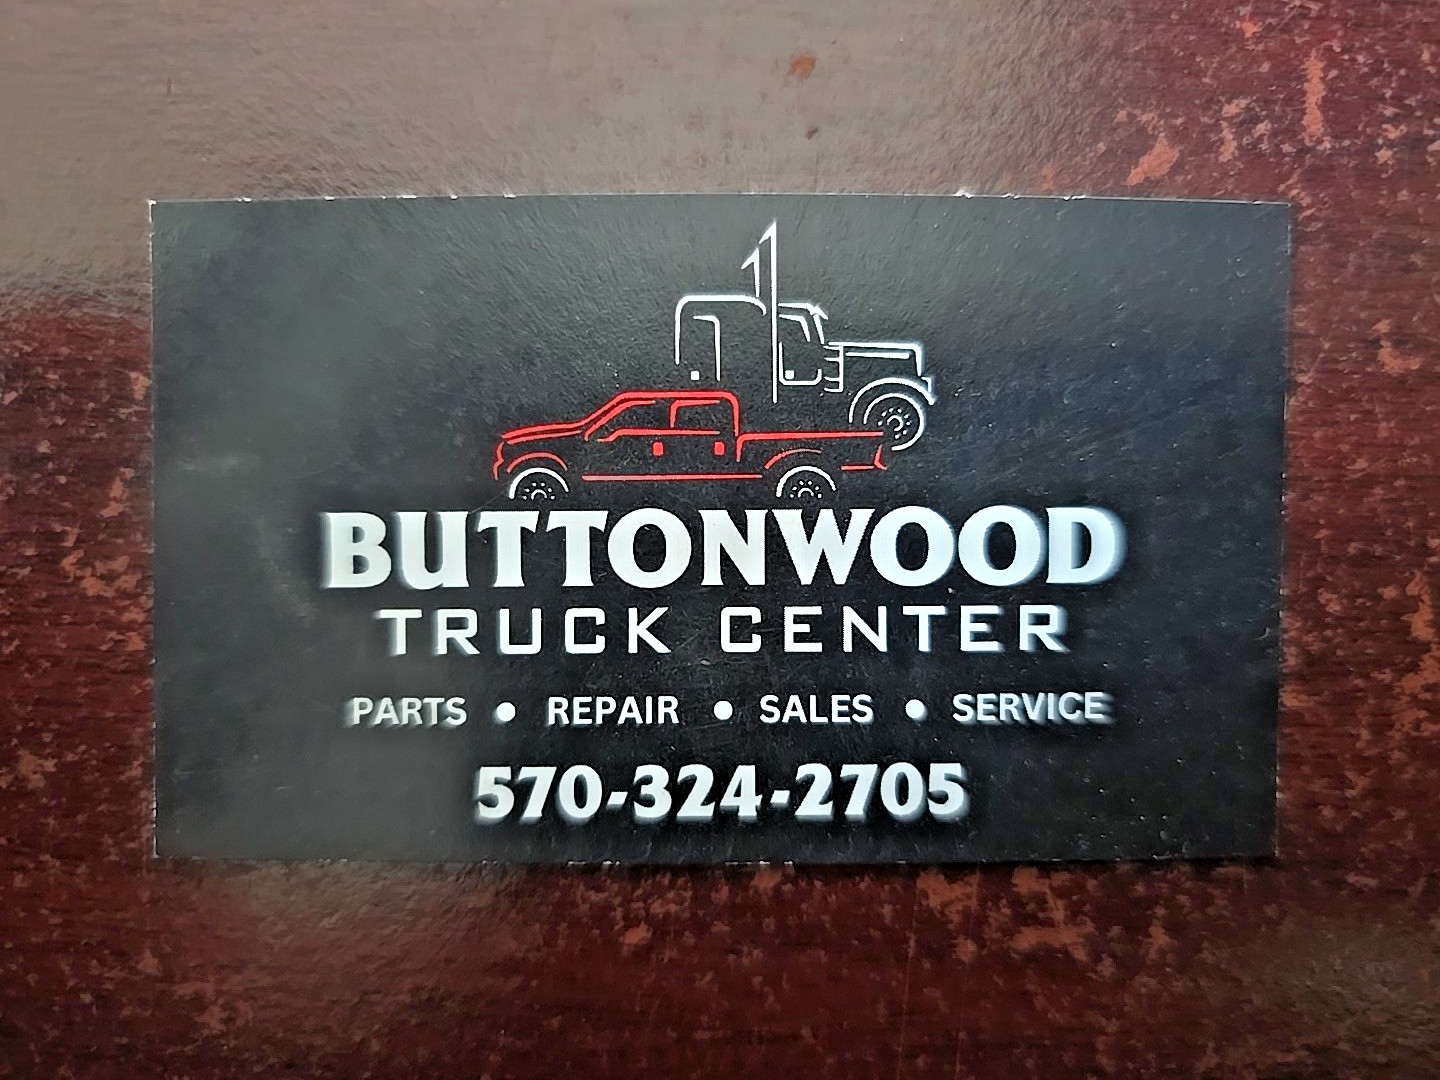 BUTTONWOOD
TRUCK CENTER
PARTS • REPAIR • SALES • SERVICE
570-324-2705